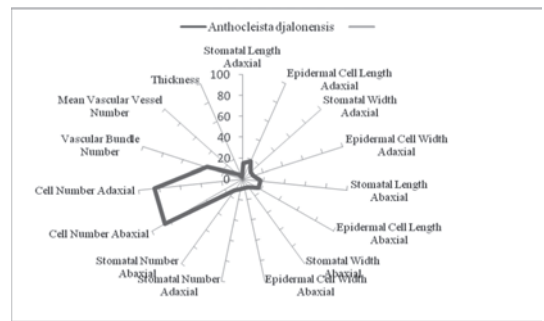 Anthocleista djalonensis
Stomatal Length
Adaxial
Epidermal Cell Length
Adaxial
Stomatal Width
Adaxial
Epidermal Cell Width
Adaxial
Stomatal Length
Abaxial
Epidermal Cell Length
Abaxial
Stomatal Width
Abaxial
Epidermal Cell Width
Abaxial
Stomatal Number
Adaxial
Stomatal Number
Abaxial
Cell Number Abaxial
Cell Number Adaxial
Vascular Bundle
Number
Mean Vascular Vessel
Number
Thickness
100
80
60
40
20
0